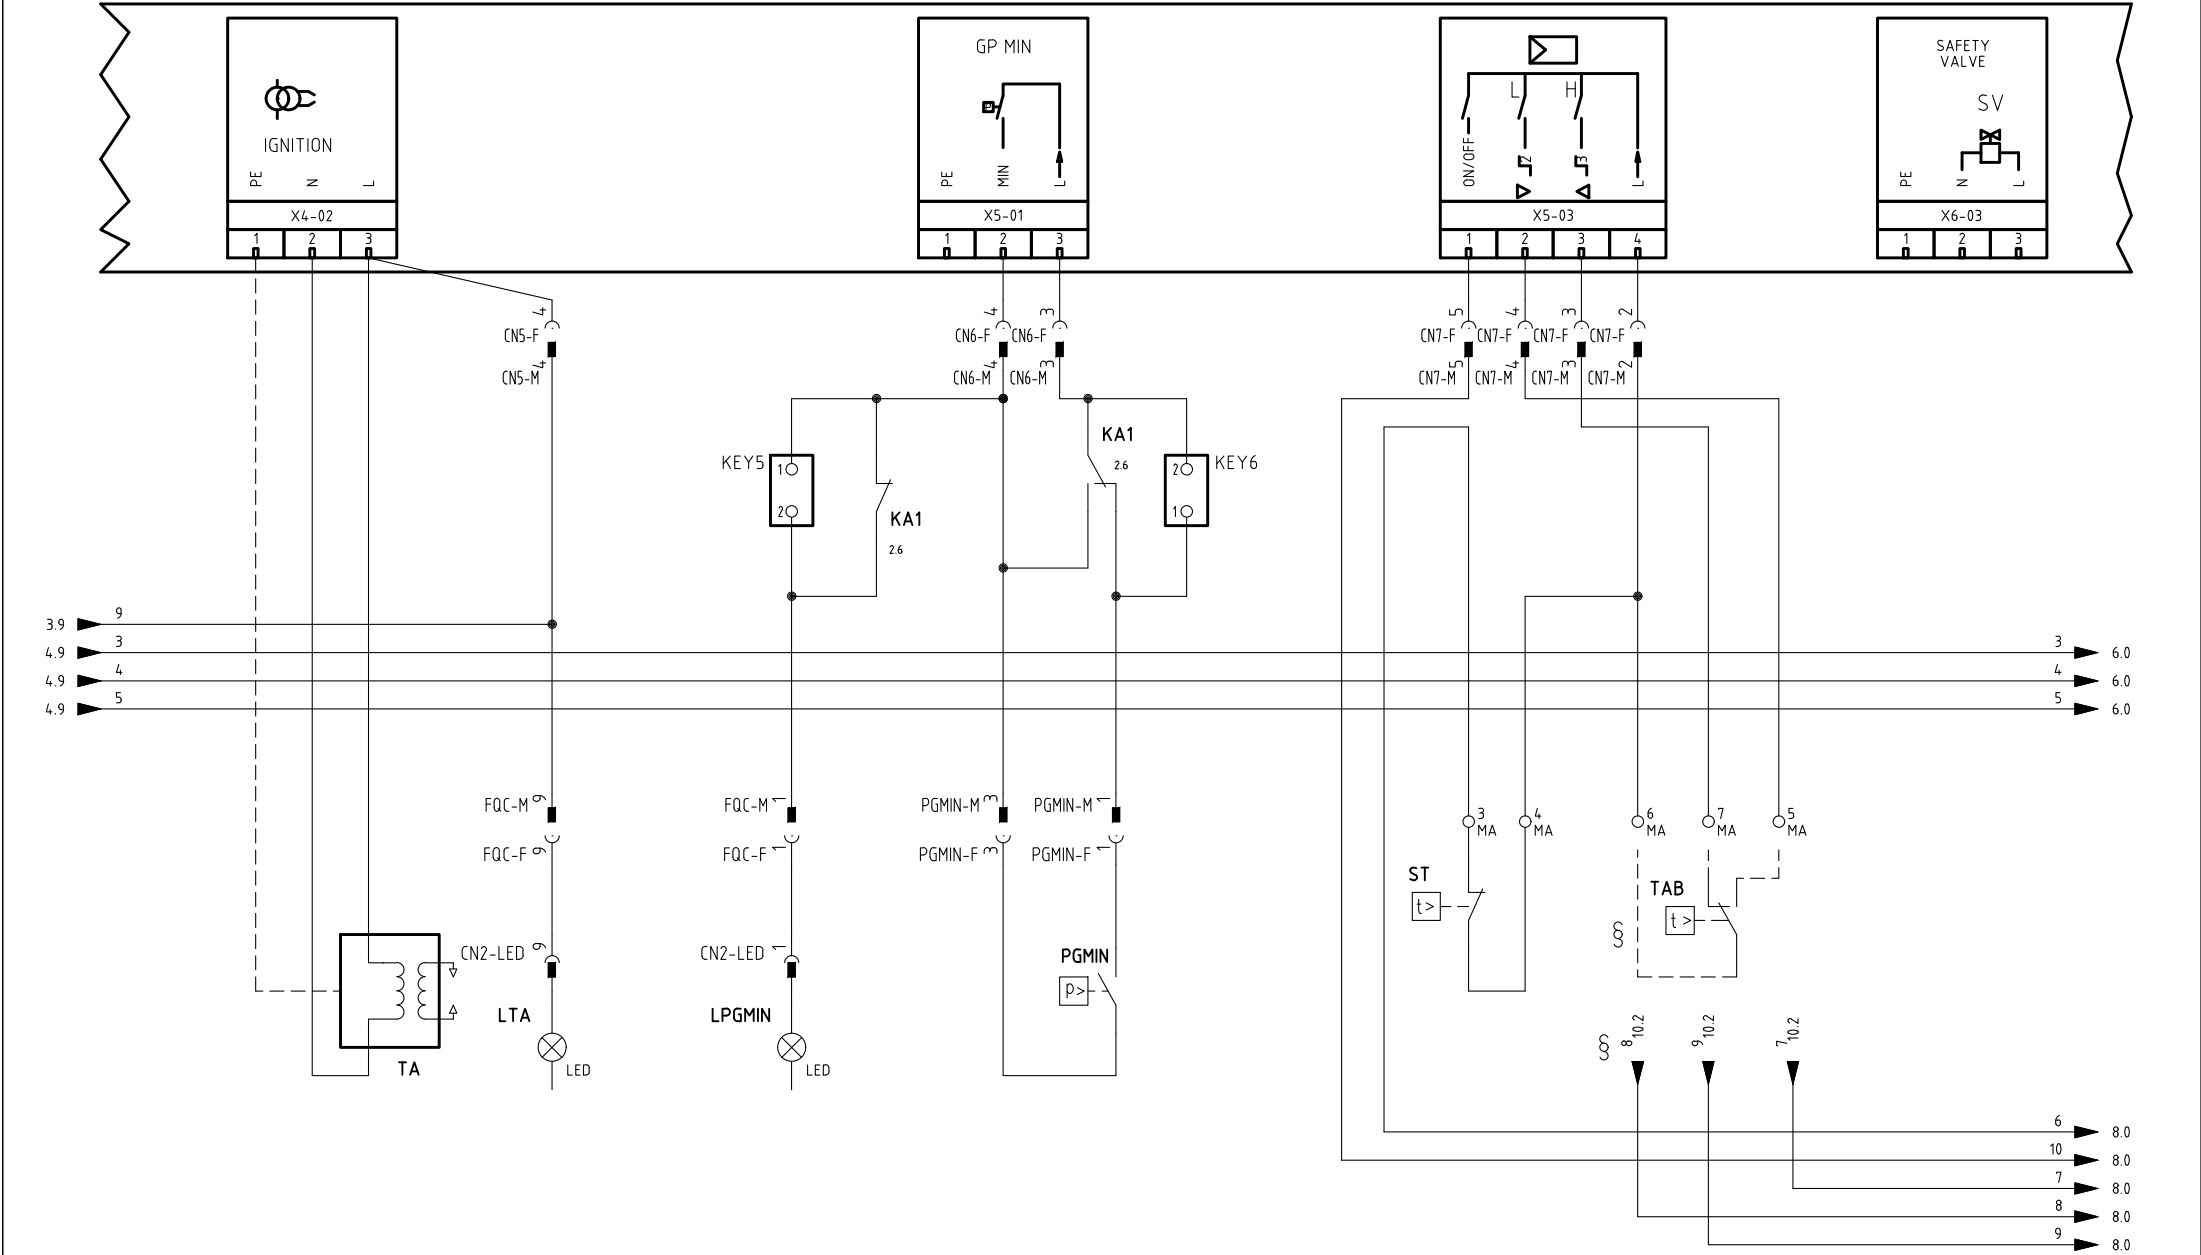 GP MIN
SAFETY
VALVE
L H
SV
IGNITION
PE N L
PE MIN L
P
ON/OFF 2 3 L
PE N L
X4-02
X5-01
X5-03
X6-03
1 2 3
1 2 3
1 2 3 4
1 2 3
4 4 3 5 4 3 2
CN5-F CN6-F CN6-F CN7-F CN7-F CN7-F CN7-F
4 4 3 5 4 3 2
CN5-M CN6-M CN6-M CN7-M CN7-M CN7-M CN7-M
KA1
2.6
KEY5 1
2
2 KEY6
1
KA1
2.6
3.9 9
4.9 3 3 6.0
4.9 4 4 6.0
4.9 5 5 6.0
FQC-M 9 FQC-M 1 PGMIN-M 3 PGMIN-M 1
3 MA 4 MA 6 MA 7 MA 5 MA
FQC-F 9 FQC-F 1 PGMIN-F 3 PGMIN-F 1
ST
t>
TAB
t>
§
CN2-LED 9 CN2-LED 1
PGMIN
p>
LTA LPGMIN
§ 8 10.2 9 10.2 7 10.2
TA LED LED
6 8.0
10 8.0
7 8.0
8 8.0
9 8.0